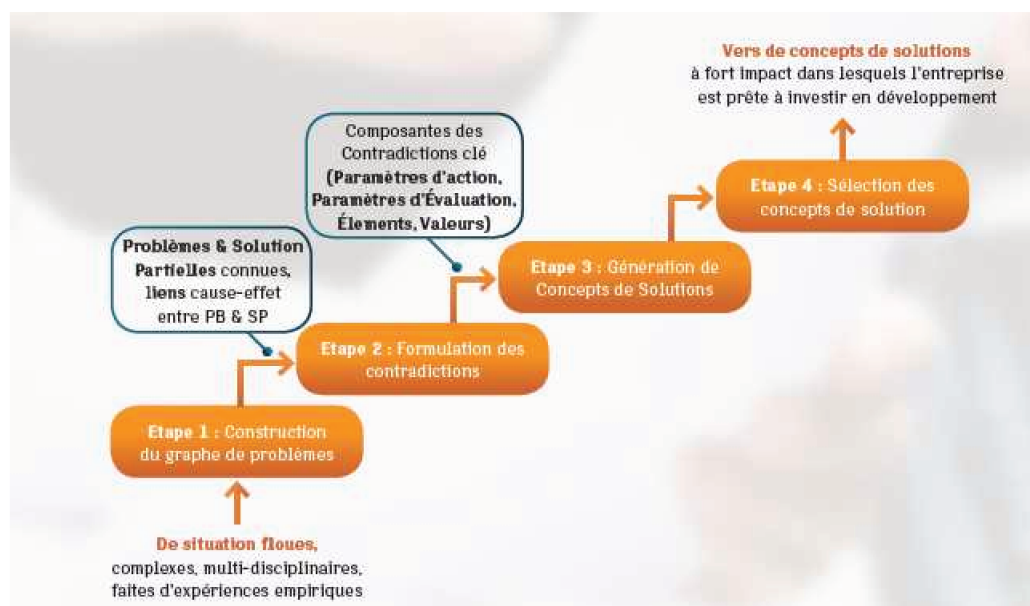 Vers de concepts de solutions
à fort impact dans lesquels l'entreprise
est prête à investir en développement
Composantes des
Contradictions clé
(Paramètres d'action,
Paramètres d'Évaluation,
Élements, Valeurs)
Etape 4 : Sélection des
concepts de solution
Problèmes & Solution
Partielles connues,
liens cause-effet
entre PB & SP
Etape 3 : Génération de
Concepts de Solutions
Etape 2 : Formulation des
contradictions
Etape 1 : Construction
du graphe de problèmes
De situation floues,
complexes, multi-disciplinaires,
faites d'expériences empiriques